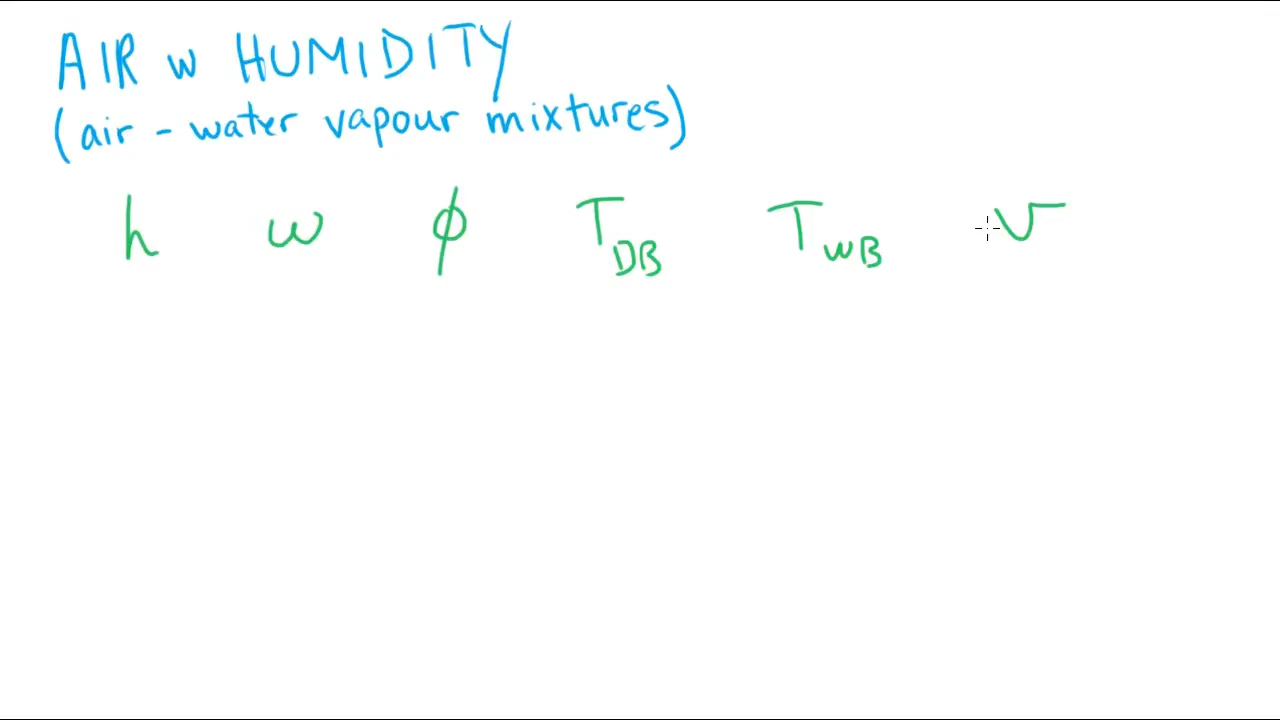 AIR w HUMIDITY
(air - water vapour mixtures)
h ω ϕ T_DB T_WB v